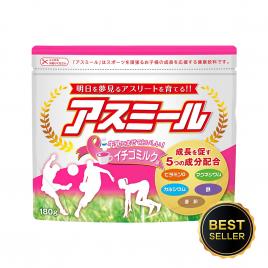 「アスミール」はスポーツを頑張るお子様の成長を応援する健康飲料です。
明日を夢見るアスリートを育てる!!
アスミール
イチゴミルク
成長を促す
5つの成分配合
ビタミンD
マグネシウム
カルシウム
鉄
亜鉛
180g
BEST
SELLER